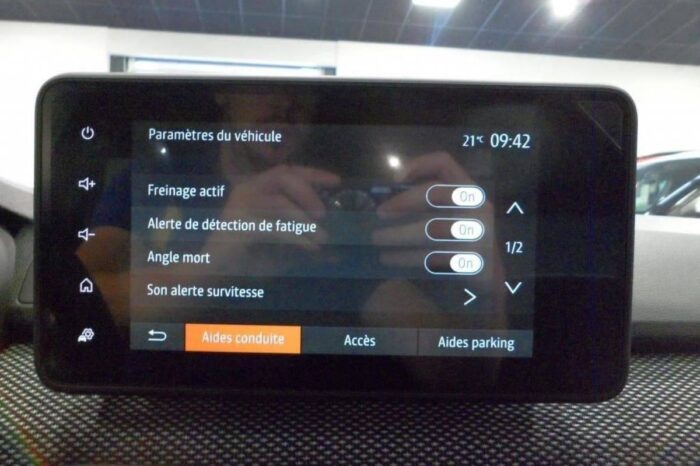 Paramètres du véhicule
21°C 09:42
Freinage actif On
Alerte de détection de fatigue On
Angle mort On
1/2
Son alerte survitesse
Aides conduite Accès Aides parking